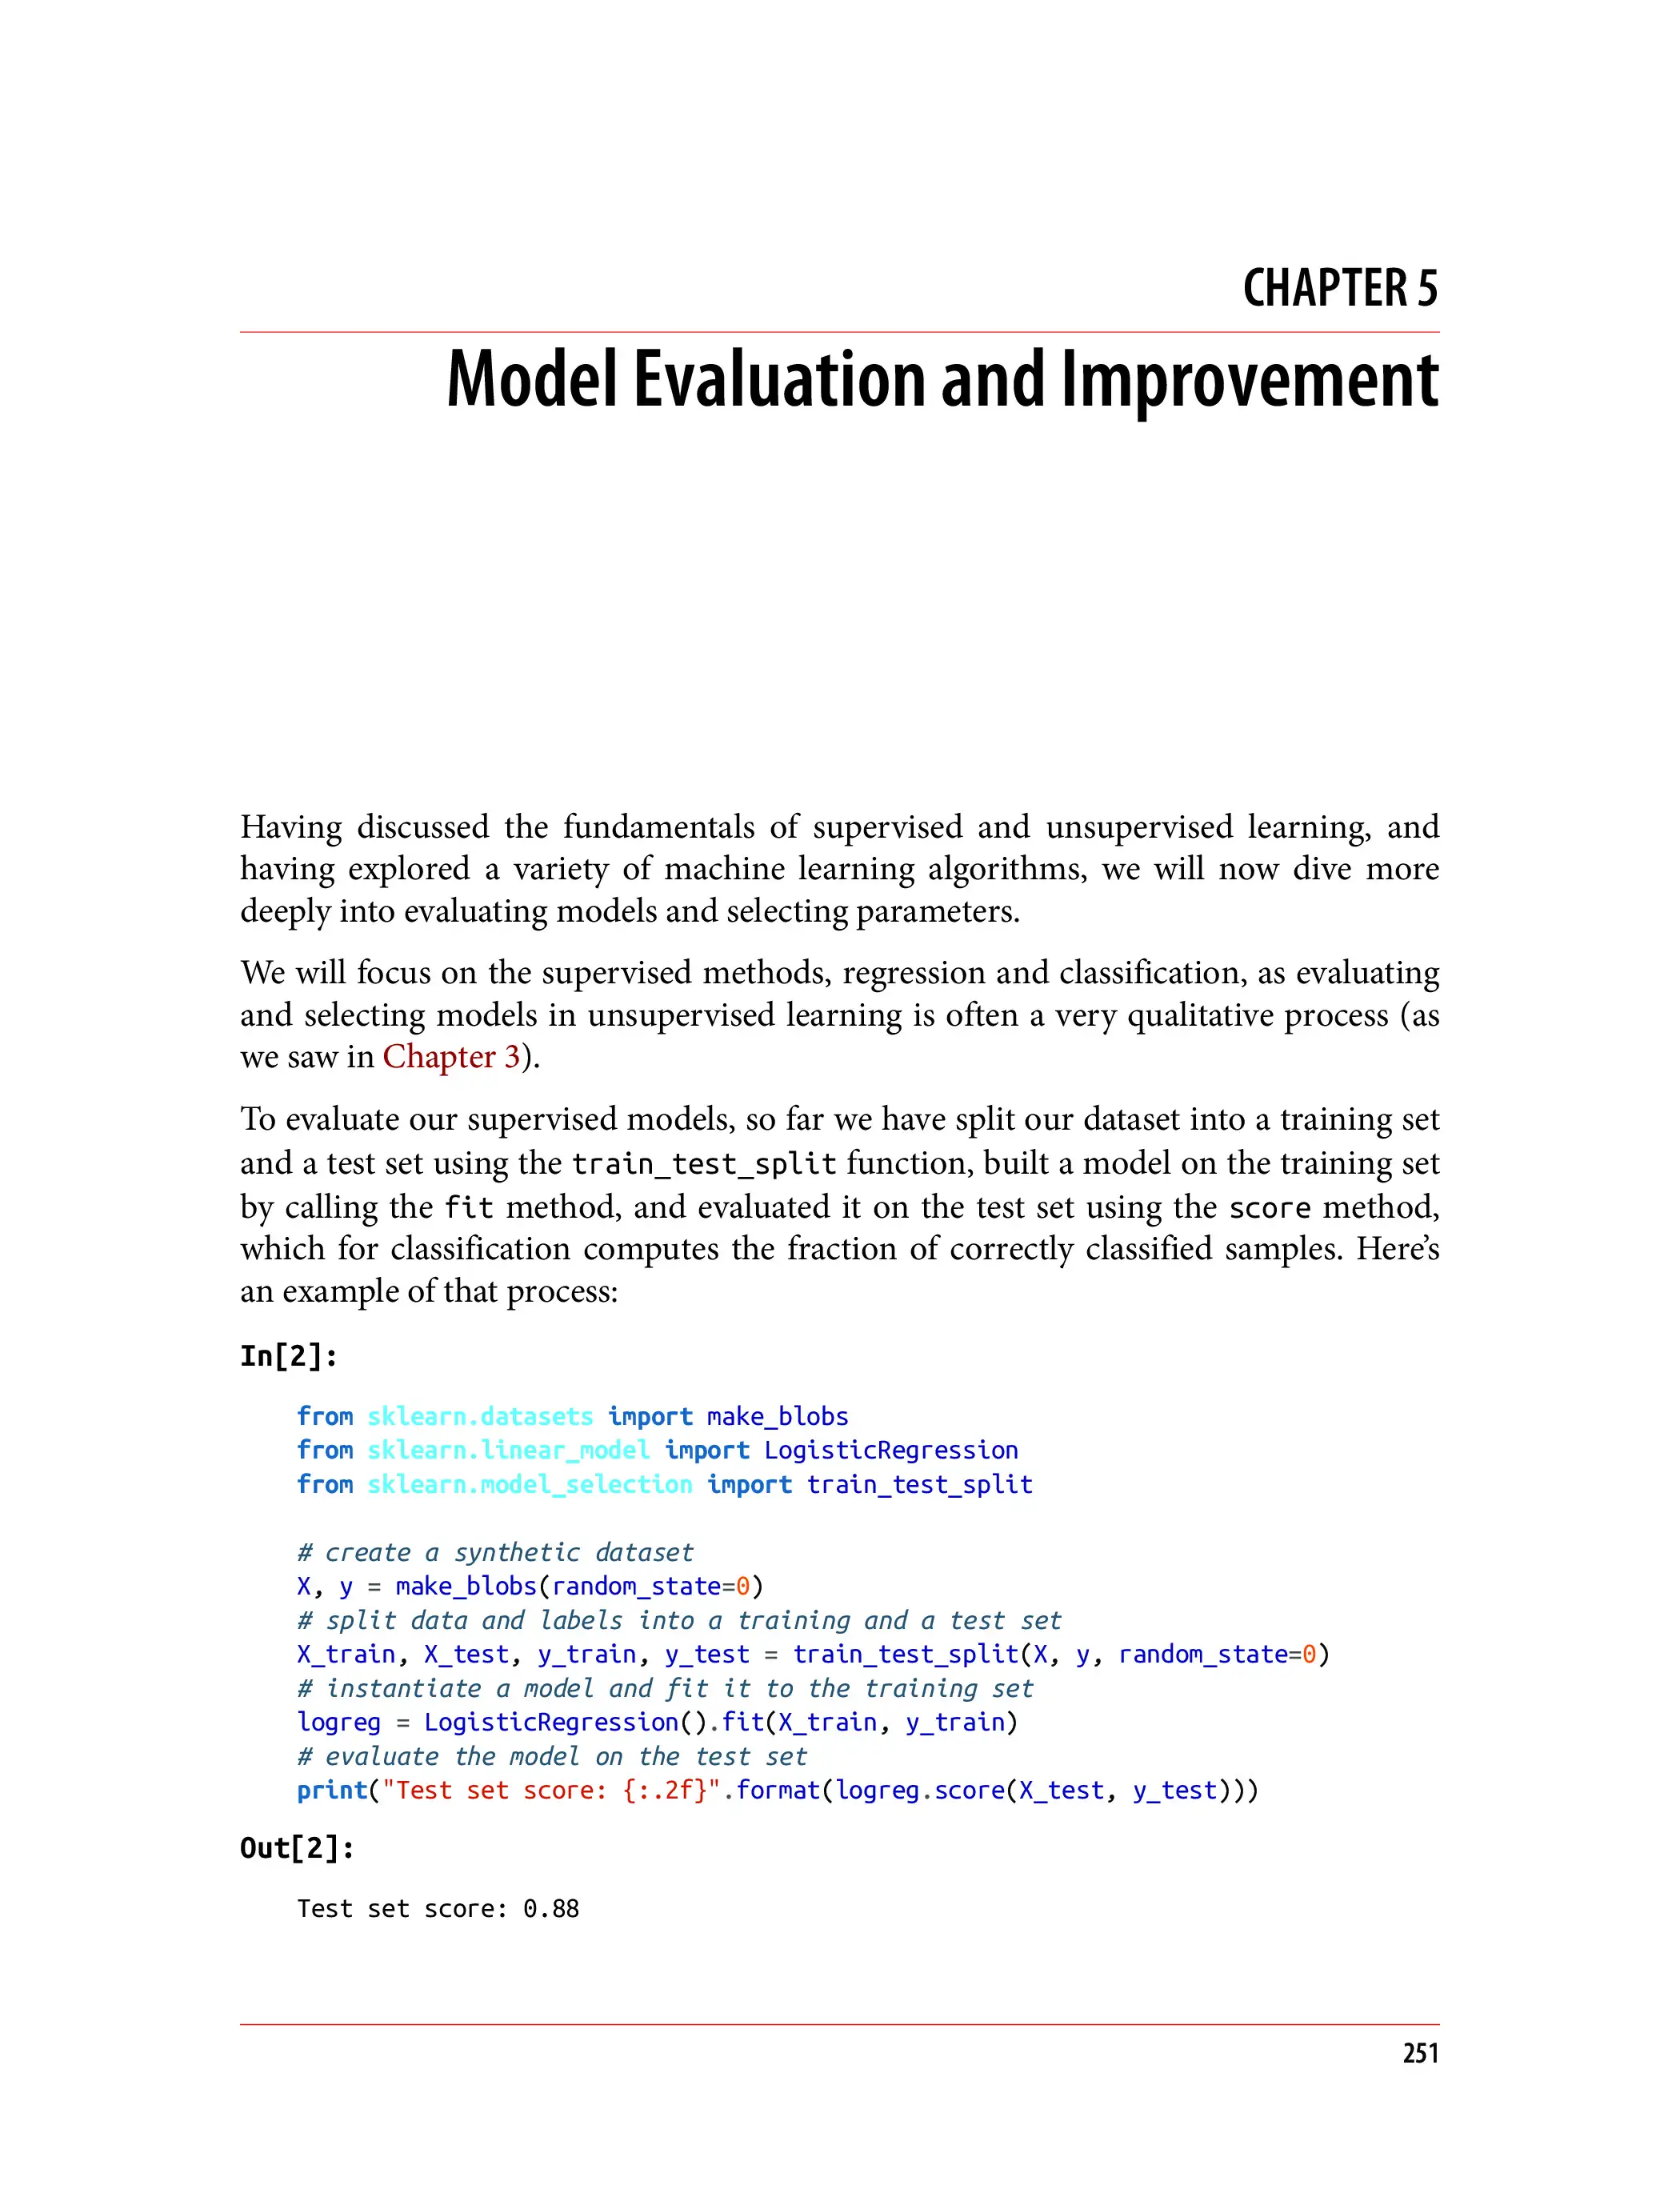 CHAPTER 5
Model Evaluation and Improvement
Having discussed the fundamentals of supervised and unsupervised learning, and
having explored a variety of machine learning algorithms, we will now dive more
deeply into evaluating models and selecting parameters.
We will focus on the supervised methods, regression and classification, as evaluating
and selecting models in unsupervised learning is often a very qualitative process (as
we saw in Chapter 3).
To evaluate our supervised models, so far we have split our dataset into a training set
and a test set using the train_test_split function, built a model on the training set
by calling the fit method, and evaluated it on the test set using the score method,
which for classification computes the fraction of correctly classified samples. Here’s
an example of that process:
In[2]:
from sklearn.datasets import make_blobs
from sklearn.linear_model import LogisticRegression
from sklearn.model_selection import train_test_split
# create a synthetic dataset
X, y = make_blobs(random_state=0)
# split data and labels into a training and a test set
X_train, X_test, y_train, y_test = train_test_split(X, y, random_state=0)
# instantiate a model and fit it to the training set
logreg = LogisticRegression().fit(X_train, y_train)
# evaluate the model on the test set
print("Test set score: {:.2f}".format(logreg.score(X_test, y_test)))
Out[2]:
Test set score: 0.88
251